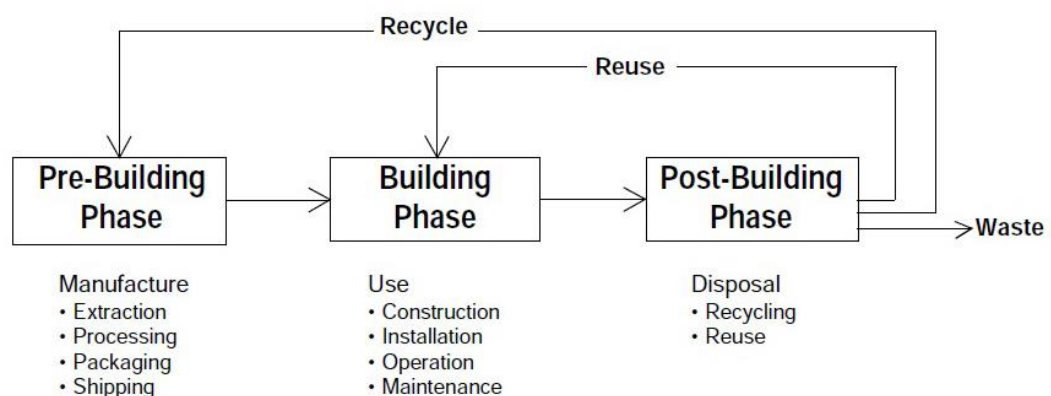 Recycle
Reuse
Pre-Building
Phase
Building
Phase
Post-Building
Phase
Waste
Manufacture
• Extraction
• Processing
• Packaging
• Shipping
Use
• Construction
• Installation
• Operation
• Maintenance
Disposal
• Recycling
• Reuse